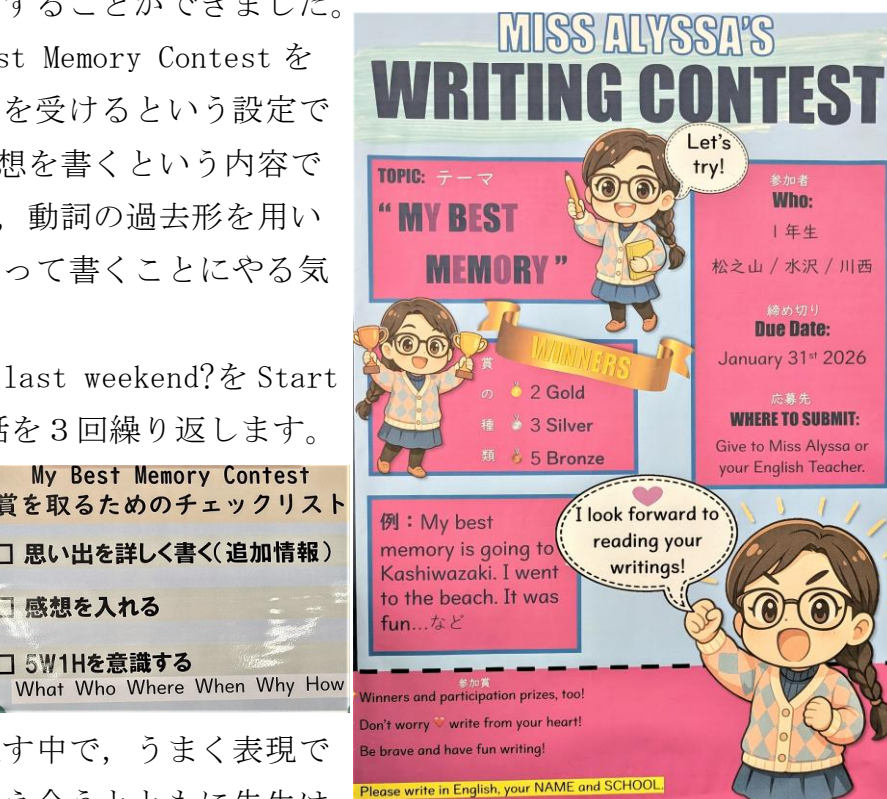 することができました。
st Memory Contest を
を受けるという設定で
想を書くという内容で
，動詞の過去形を用い
って書くことにやる気
last weekend?を Start
話を３回繰り返します。
My Best Memory Contest
賞を取るためのチェックリスト
□ 思い出を詳しく書く(追加情報)
□ 感想を入れる
□ 5W1Hを意識する
What Who Where When Why How
す中で，うまく表現で
MISS ALYSSA'S
WRITING CONTEST
Let's
try!
TOPIC: テーマ
“ MY BEST
MEMORY ”
参加者
Who:
1年生
松之山 / 水沢 / 川西
締め切り
Due Date:
January 31st 2026
応募先
WHERE TO SUBMIT:
Give to Miss Alyssa or
your English Teacher.
WINNERS
賞の種類
2 Gold
3 Silver
5 Bronze
例：My best
memory is going to
Kashiwazaki. I went
to the beach. It was
fun...など
I look forward to
reading your
writings!
参加賞
Winners and participation prizes, too!
Don't worry write from your heart!
Be brave and have fun writing!
Please write in English, your NAME and SCHOOL.